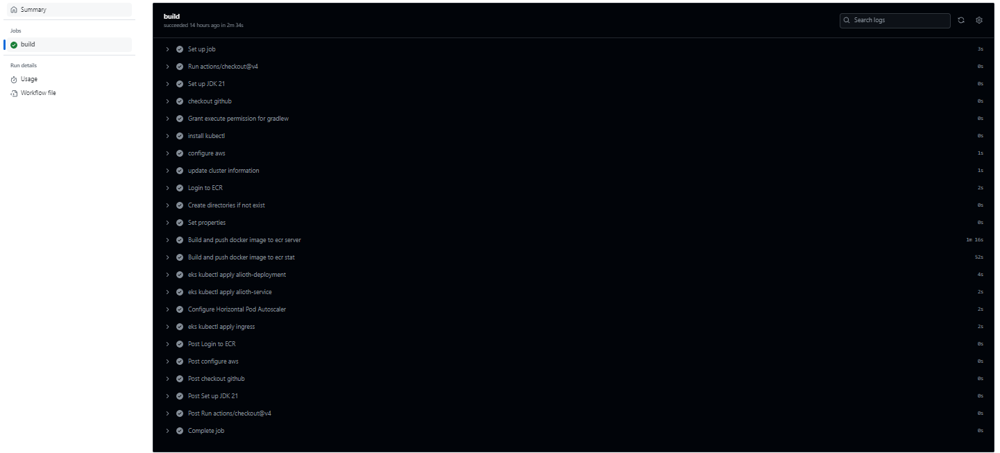 Summary
Jobs
build
Run details
Usage
Workflow file
build
succeeded 14 hours ago in 2m 34s
Search logs
Set up job 3s
Run actions/checkout@v4 0s
Set up JDK 21 0s
checkout github 0s
Grant execute permission for gradlew 0s
install kubectl 0s
configure aws 1s
update cluster information 1s
Login to ECR 2s
Create directories if not exist 0s
Set properties 0s
Build and push docker image to ecr server 1m 16s
Build and push docker image to ecr stat 52s
eks kubectl apply alioth-deployment 4s
eks kubectl apply alioth-service 2s
Configure Horizontal Pod Autoscaler 2s
eks kubectl apply ingress 2s
Post Login to ECR 0s
Post configure aws 0s
Post checkout github 0s
Post Set up JDK 21 0s
Post Run actions/checkout@v4 0s
Complete job 0s